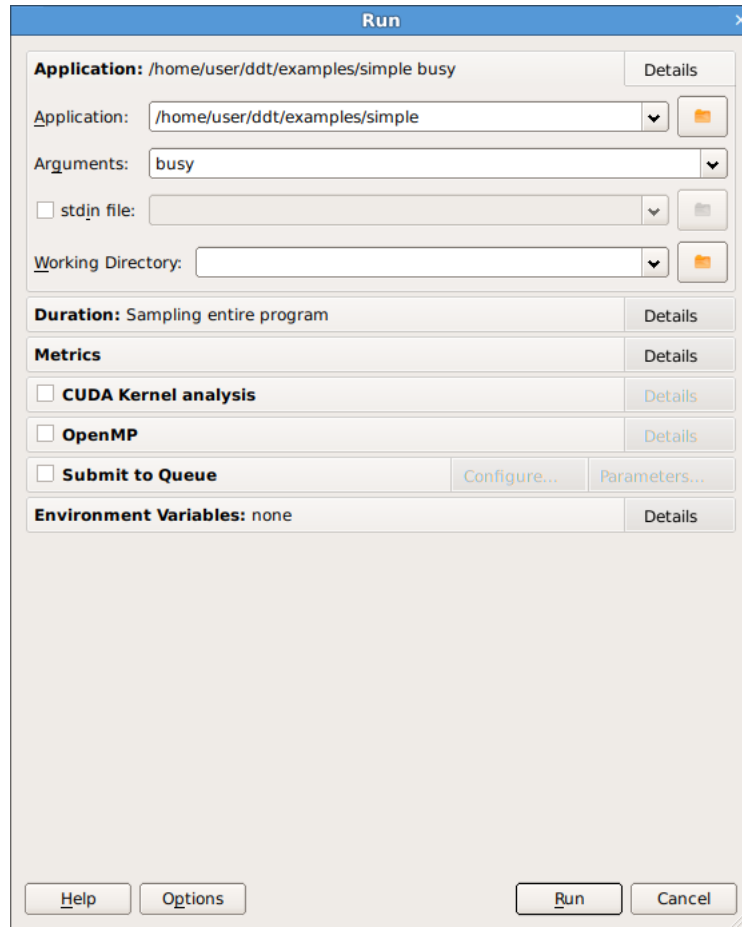 Run
Application: /home/user/ddt/examples/simple busy Details
Application: /home/user/ddt/examples/simple
Arguments: busy
stdin file:
Working Directory:
Duration: Sampling entire program Details
Metrics Details
CUDA Kernel analysis Details
OpenMP Details
Submit to Queue Configure... Parameters...
Environment Variables: none Details
Help Options Run Cancel